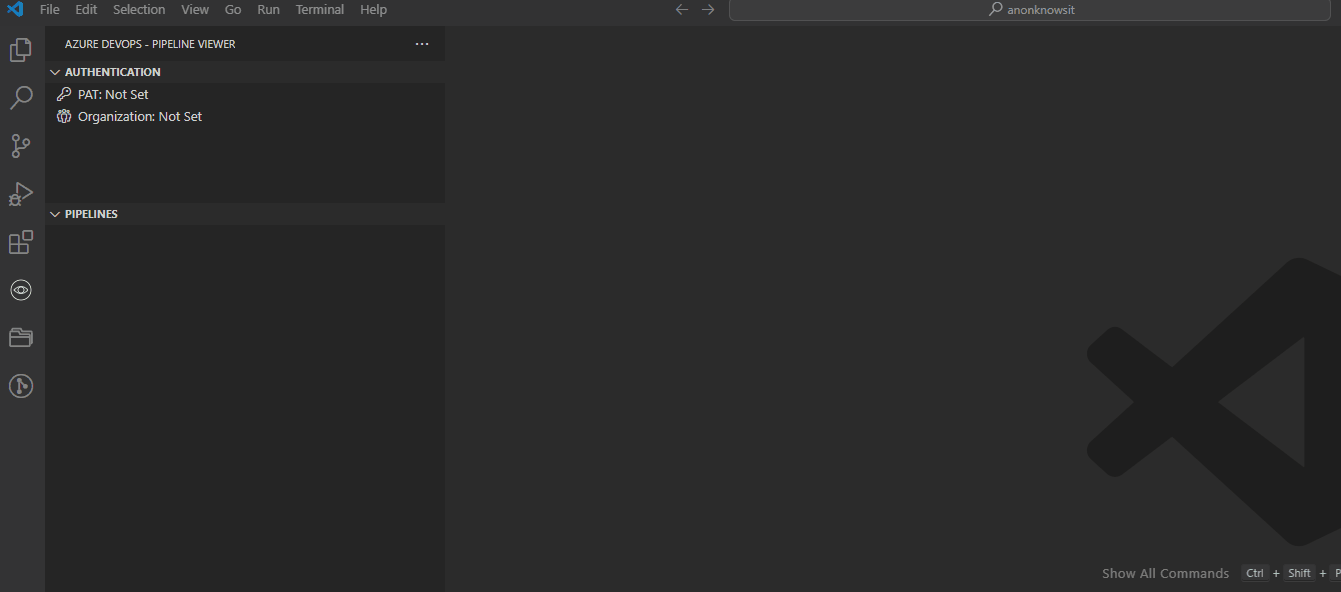 File Edit Selection View Go Run Terminal Help
anonknowsit
AZURE DEVOPS - PIPELINE VIEWER
AUTHENTICATION
PAT: Not Set
Organization: Not Set
PIPELINES
Show All Commands Ctrl + Shift + P